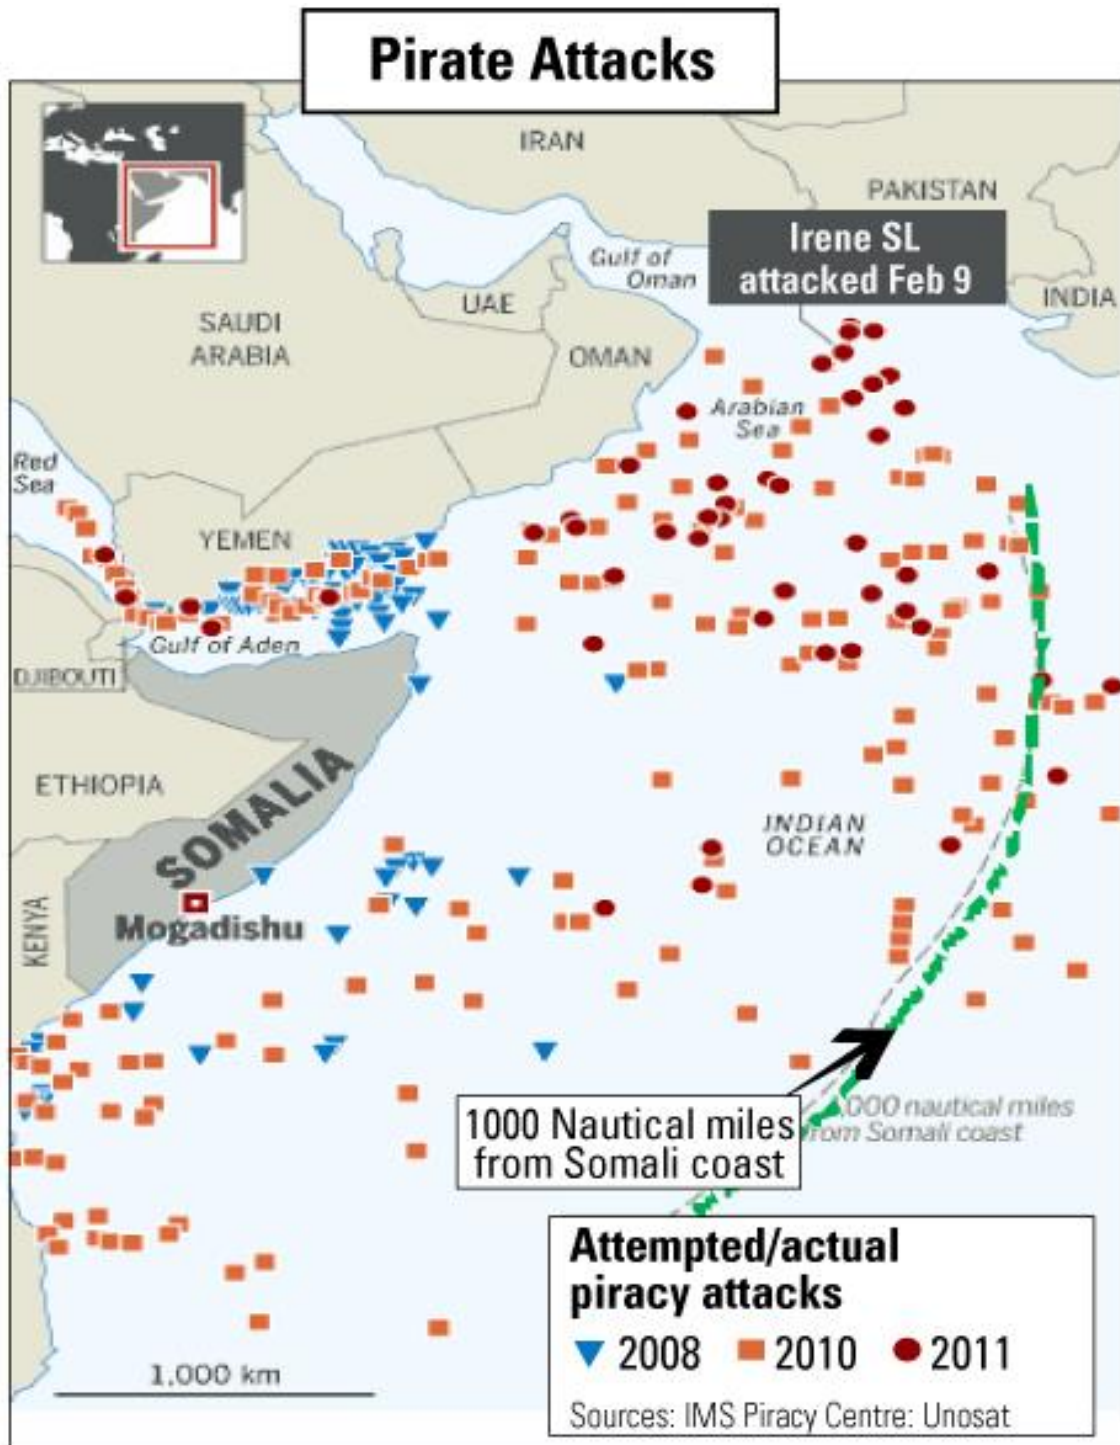 Pirate Attacks
IRAN
PAKISTAN
Irene SL
attacked Feb 9
Gulf of
Oman
INDIA
UAE
SAUDI
ARABIA
OMAN
Arabian
Sea
Red
Sea
YEMEN
Gulf of Aden
DJIBOUTI
ETHIOPIA
SOMALIA
INDIAN
OCEAN
KENYA
Mogadishu
1000 Nautical miles
from Somali coast
,000 nautical miles
from Somali coast
Attempted/actual
piracy attacks
2008 2010 2011
Sources: IMS Piracy Centre: Unosat
1,000 km